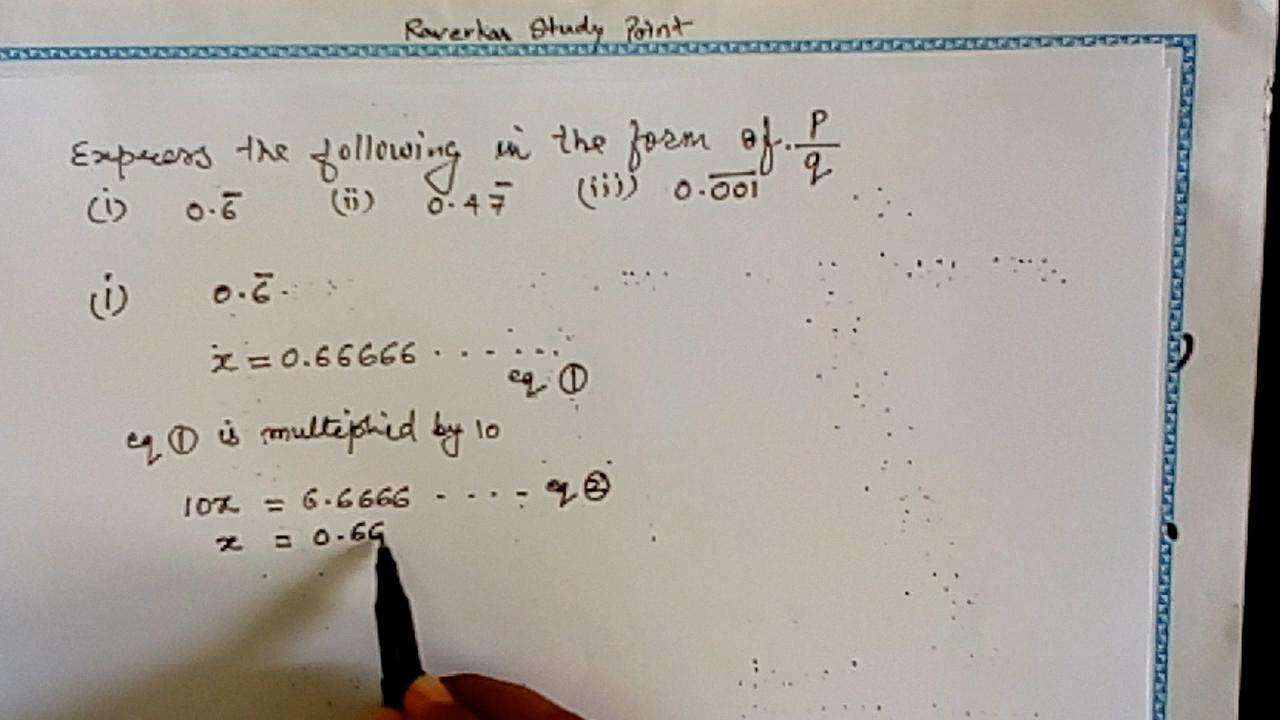 Raverkar Study Point
Express the following in the form of p/q
(i) 0.6̅ (ii) 0.47̅ (iii) 0.0̅0̅1̅
(i) 0.6̅
x = 0.66666 . . - . . .
eq ①
eq ① is multiplied by 10
10x = 6.6666 - . . . - eq ②
x = 0.66